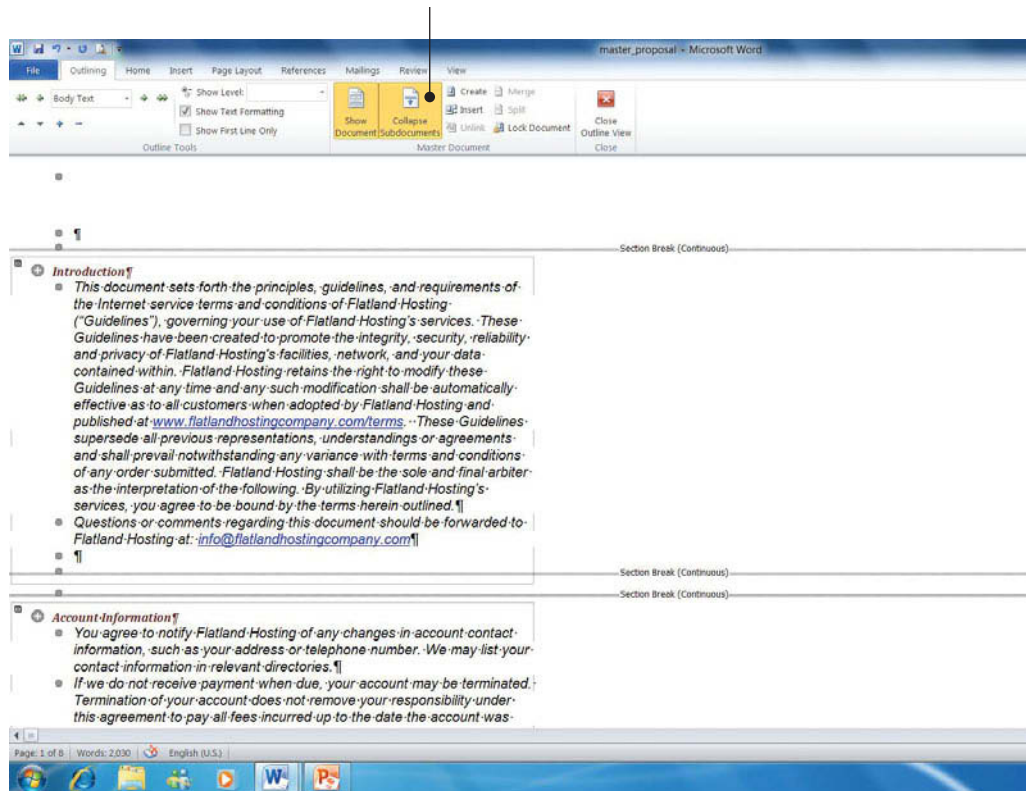 master_proposal - Microsoft Word
File Outlining Home Insert Page Layout References Mailings Review View
Body Text
Show Level:
Show Text Formatting
Show First Line Only
Outline Tools
Show Document
Collapse Subdocuments
Create Merge
Insert Split
Unlink Lock Document
Master Document
Close Outline View
Close
¶
Section Break (Continuous)
Introduction¶
This·document·sets·forth·the·principles,·guidelines,·and·requirements·of·
the·Internet·service·terms·and·conditions·of·Flatland·Hosting·
("Guidelines"),·governing·your·use·of·Flatland·Hosting's·services.··These·
Guidelines·have·been·created·to·promote·the·integrity,·security,·reliability·
and·privacy·of·Flatland·Hosting's·facilities,·network,·and·your·data·
contained·within.·Flatland·Hosting·retains·the·right·to·modify·these·
Guidelines·at·any·time·and·any·such·modification·shall·be·automatically·
effective·as·to·all·customers·when·adopted·by·Flatland·Hosting·and·
published·at·www.flatlandhostingcompany.com/terms.··These·Guidelines·
supersede·all·previous·representations,·understandings·or·agreements·
and·shall·prevail·notwithstanding·any·variance·with·terms·and·conditions·
of·any·order·submitted.·Flatland·Hosting·shall·be·the·sole·and·final·arbiter·
as·the·interpretation·of·the·following.·By·utilizing·Flatland·Hosting's·
services,·you·agree·to·be·bound·by·the·terms·herein·outlined.¶
Questions·or·comments·regarding·this·document·should·be·forwarded·to·
Flatland·Hosting·at:·info@flatlandhostingcompany.com¶
¶
Section Break (Continuous)
Section Break (Continuous)
Account·Information¶
You·agree·to·notify·Flatland·Hosting·of·any·changes·in·account·contact·
information,·such·as·your·address·or·telephone·number.·We·may·list·your·
contact·information·in·relevant·directories.¶
If·we·do·not·receive·payment·when·due,·your·account·may·be·terminated.·
Termination·of·your·account·does·not·remove·your·responsibility·under·
this·agreement·to·pay·all·fees·incurred·up·to·the·date·the·account·was·
Page: 1 of 8 Words: 2,030 English (U.S.)